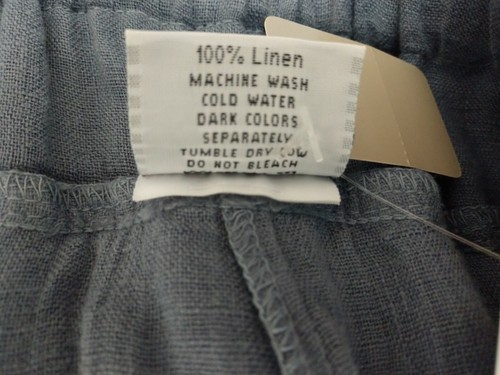 100% Linen
MACHINE WASH
COLD WATER
DARK COLORS
SEPARATELY
TUMBLE DRY LOW
DO NOT BLEACH